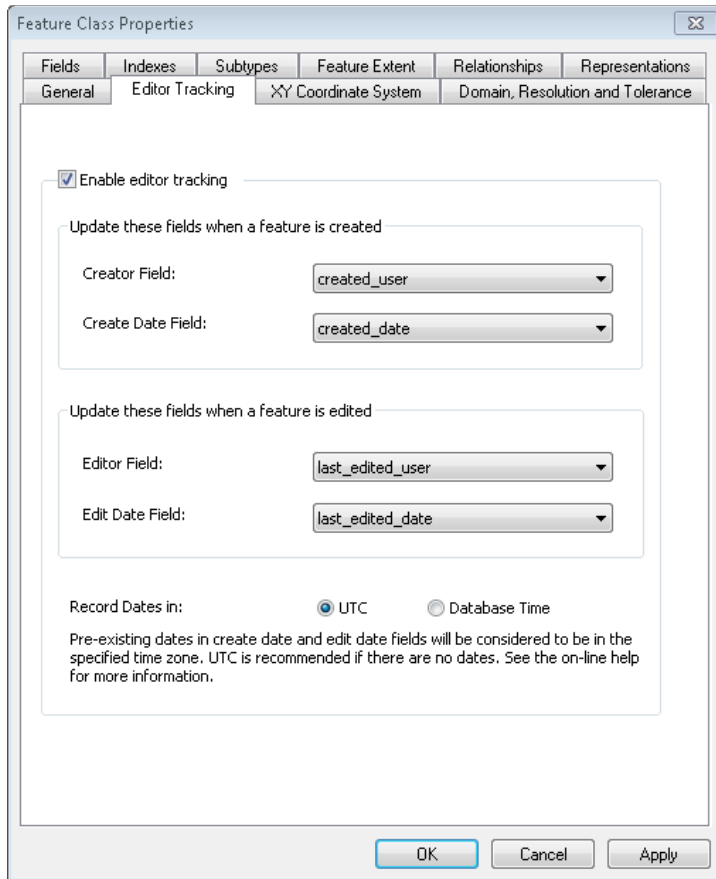 Feature Class Properties
Fields Indexes Subtypes Feature Extent Relationships Representations
General Editor Tracking XY Coordinate System Domain, Resolution and Tolerance
Enable editor tracking
Update these fields when a feature is created
Creator Field: created_user
Create Date Field: created_date
Update these fields when a feature is edited
Editor Field: last_edited_user
Edit Date Field: last_edited_date
Record Dates in: UTC Database Time
Pre-existing dates in create date and edit date fields will be considered to be in the
specified time zone. UTC is recommended if there are no dates. See the on-line help
for more information.
OK Cancel Apply